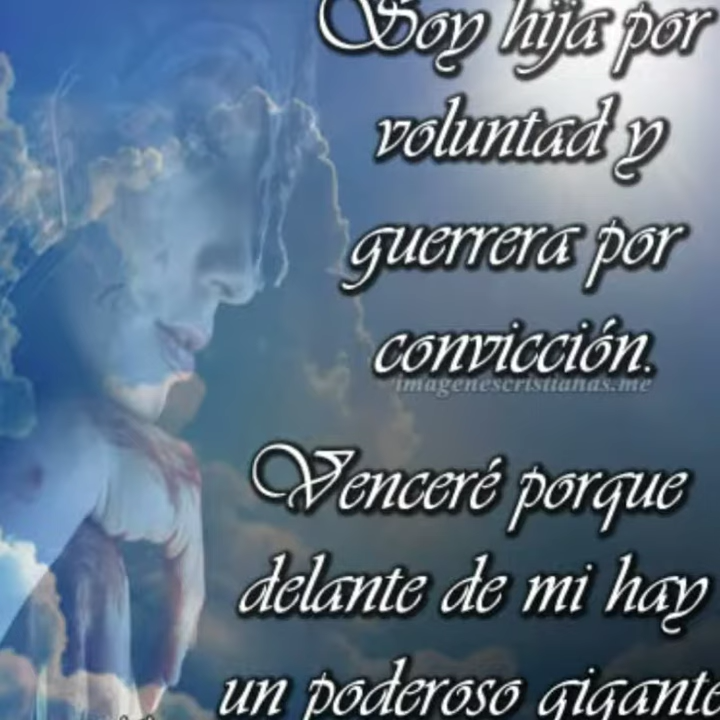 Soy hija por
voluntad y
guerrera por
convicción.
imagenescristianas.me
Venceré porque
delante de mi hay
un poderoso gigante